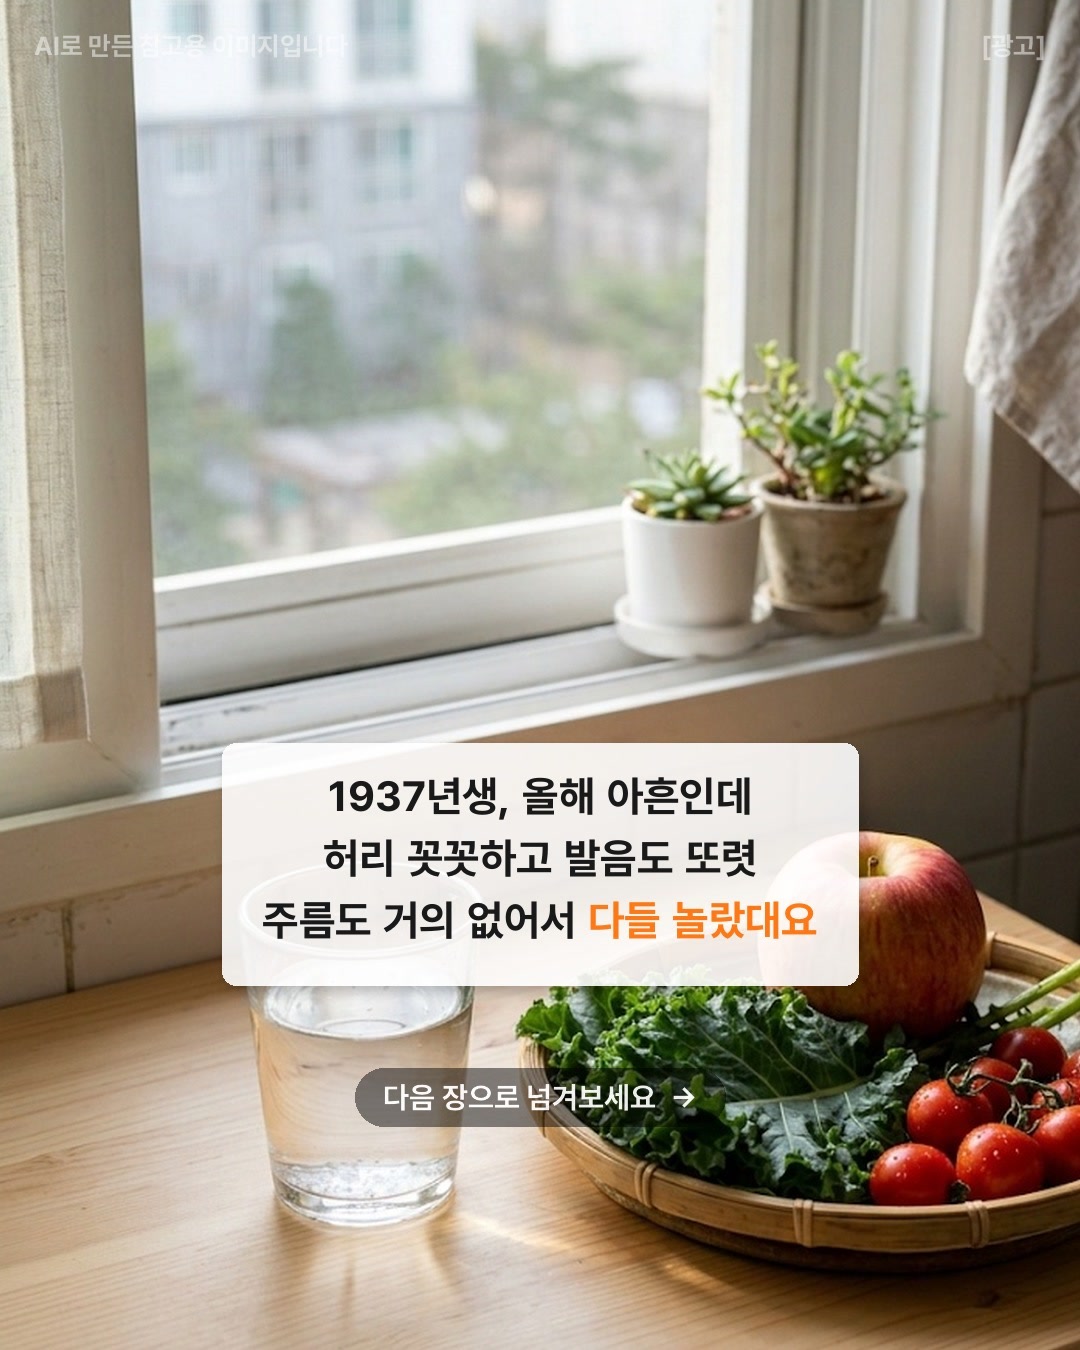 AI로 만든 참고용 이미지입니다
[광고]
1937년생, 올해 아흔인데
허리 꼿꼿하고 발음도 또렷
주름도 거의 없어서 다들 놀랐대요
다음 장으로 넘겨보세요 →